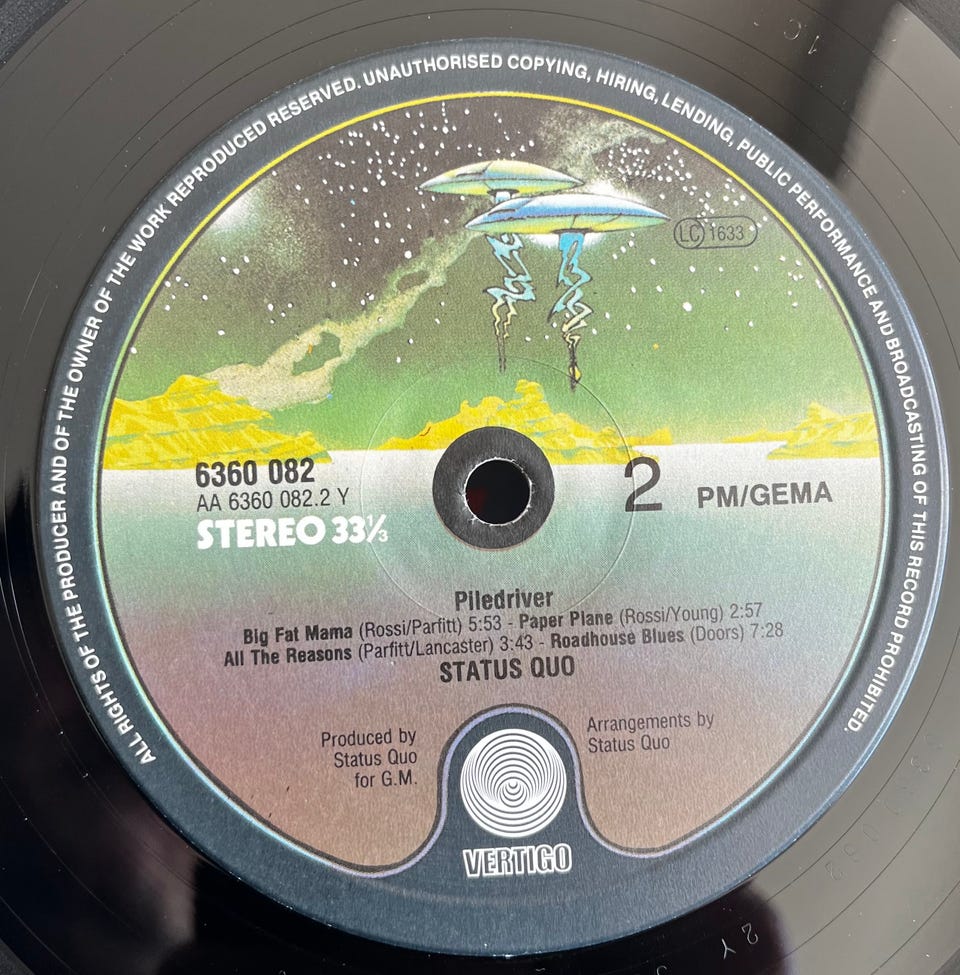 ALL RIGHTS OF THE PRODUCER AND OF THE OWNER OF THE WORK REPRODUCED RESERVED. UNAUTHORISED COPYING, HIRING, LENDING, PUBLIC PERFORMANCE AND BROADCASTING OF THIS RECORD PROHIBITED.
LC 1633
6360 082
AA 6360 082.2 Y
STEREO 33⅓
2 PM/GEMA
Piledriver
Big Fat Mama (Rossi/Parfitt) 5:53 - Paper Plane (Rossi/Young) 2:57
All The Reasons (Parfitt/Lancaster) 3:43 - Roadhouse Blues (Doors) 7:28
STATUS QUO
Produced by
Status Quo
for G.M.
Arrangements by
Status Quo
VERTIGO